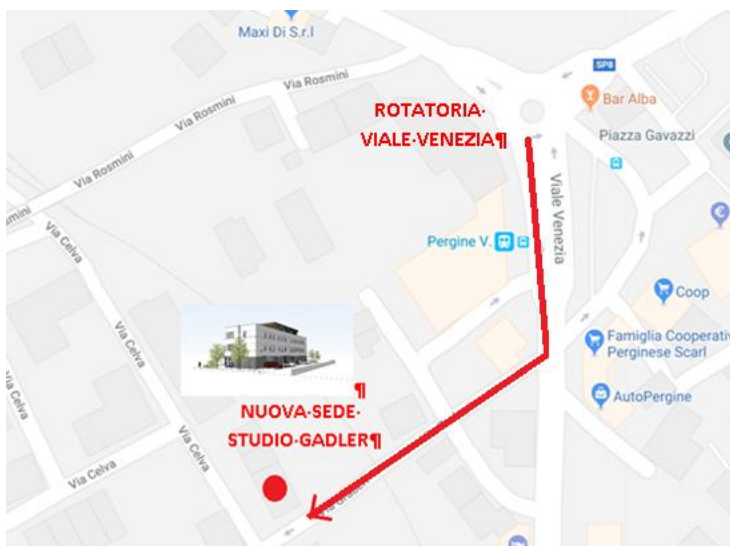 Maxi Di S.r.l
SP8
Via Rosmini
ROTATORIA·
VIALE·VENEZIA¶
Bar Alba
Via Rosmini
Piazza Gavazzi
Via Rosmini
Viale Venezia
Via Celva
Pergine V.
Coop
Via Celva
Famiglia Cooperativ
Perginese Scarl
¶
NUOVA·SEDE·
STUDIO·GADLER¶
AutoPergine
Via Celva
Via Celva
Via Celva